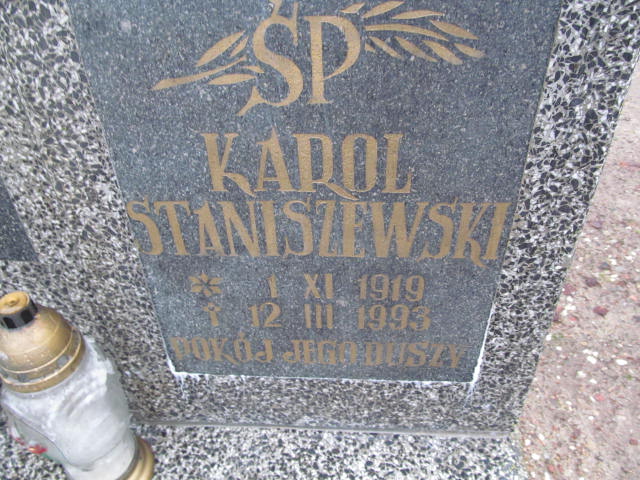 ŚP
KAROL
STANISZEWSKI
* 1 XI 1919
† 12 III 1993
POKÓJ JEGO DUSZY